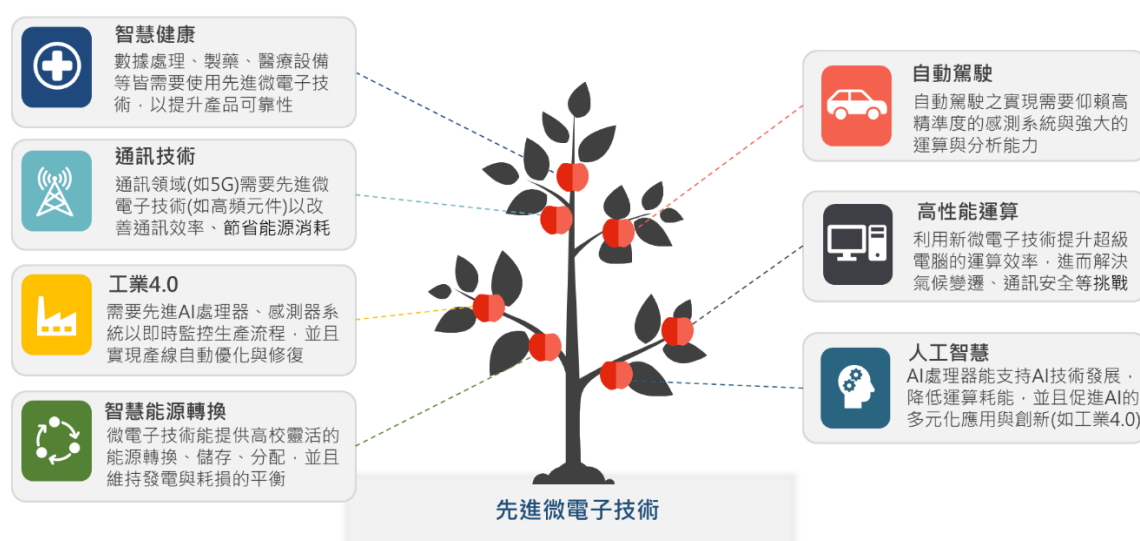 智慧健康
數據處理、製藥、醫療設備
等皆需要使用先進微電子技
術，以提升產品可靠性
通訊技術
通訊領域(如5G)需要先進微
電子技術(如高頻元件)以改
善通訊效率、節省能源消耗
工業4.0
需要先進AI處理器、感測器系
統以即時監控生產流程，並且
實現產線自動優化與修復
智慧能源轉換
微電子技術能提供高校靈活的
能源轉換、儲存、分配，並且
維持發電與耗損的平衡
自動駕駛
自動駕駛之實現需要仰賴高
精準度的感測系統與強大的
運算與分析能力
高性能運算
利用新微電子技術提升超級
電腦的運算效率，進而解決
氣候變遷、通訊安全等挑戰
人工智慧
AI處理器能支持AI技術發展，
降低運算耗能，並且促進AI的
多元化應用與創新(如工業4.0)
先進微電子技術